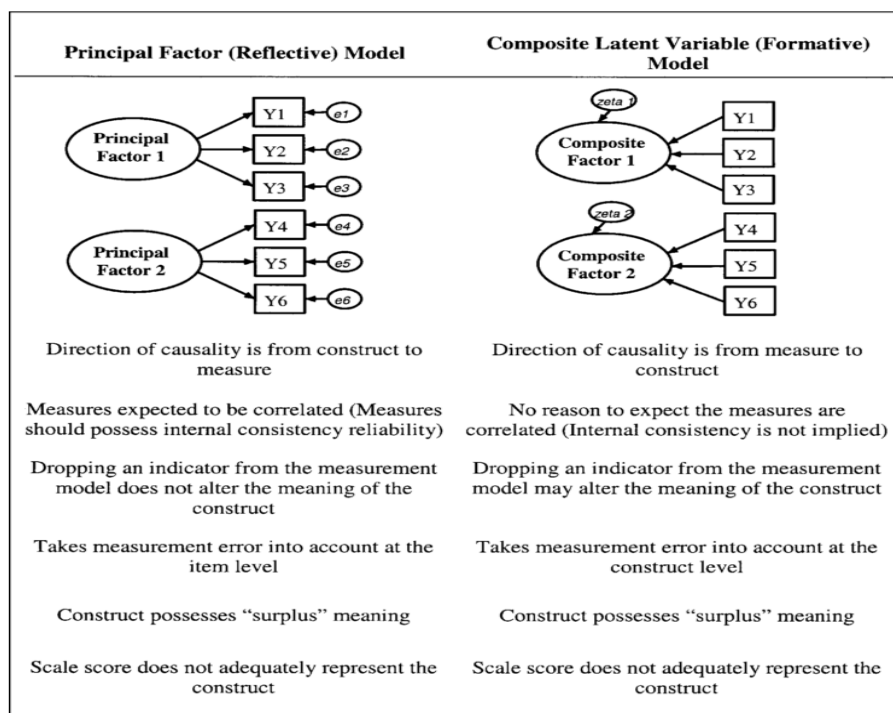 Principal Factor (Reflective) Model
Composite Latent Variable (Formative)
Model
Principal
Factor 1
Y1
e1
Y2
e2
Y3
e3
Principal
Factor 2
Y4
e4
Y5
e5
Y6
e6
zeta 1
Composite
Factor 1
Y1
Y2
Y3
zeta 2
Composite
Factor 2
Y4
Y5
Y6
Direction of causality is from construct to
measure
Direction of causality is from measure to
construct
Measures expected to be correlated (Measures
should possess internal consistency reliability)
No reason to expect the measures are
correlated (Internal consistency is not implied)
Dropping an indicator from the measurement
model does not alter the meaning of the
construct
Dropping an indicator from the measurement
model may alter the meaning of the construct
Takes measurement error into account at the
item level
Takes measurement error into account at the
construct level
Construct possesses “surplus” meaning
Construct possesses “surplus” meaning
Scale score does not adequately represent the
construct
Scale score does not adequately represent the
construct